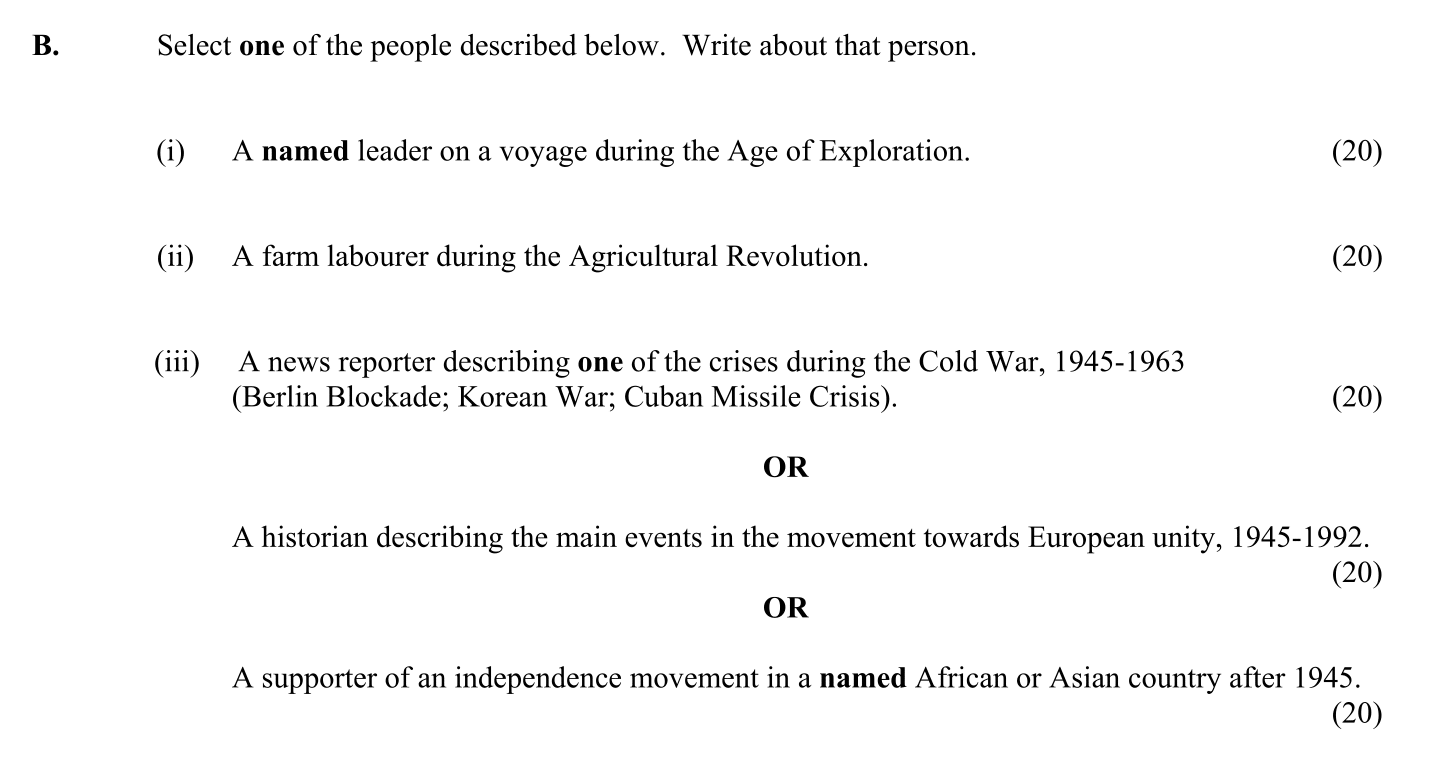 B. Select one of the people described below. Write about that person.
(i) A named leader on a voyage during the Age of Exploration. (20)
(ii) A farm labourer during the Agricultural Revolution. (20)
(iii) A news reporter describing one of the crises during the Cold War, 1945-1963
(Berlin Blockade; Korean War; Cuban Missile Crisis). (20)
OR
A historian describing the main events in the movement towards European unity, 1945-1992.
(20)
OR
A supporter of an independence movement in a named African or Asian country after 1945.
(20)